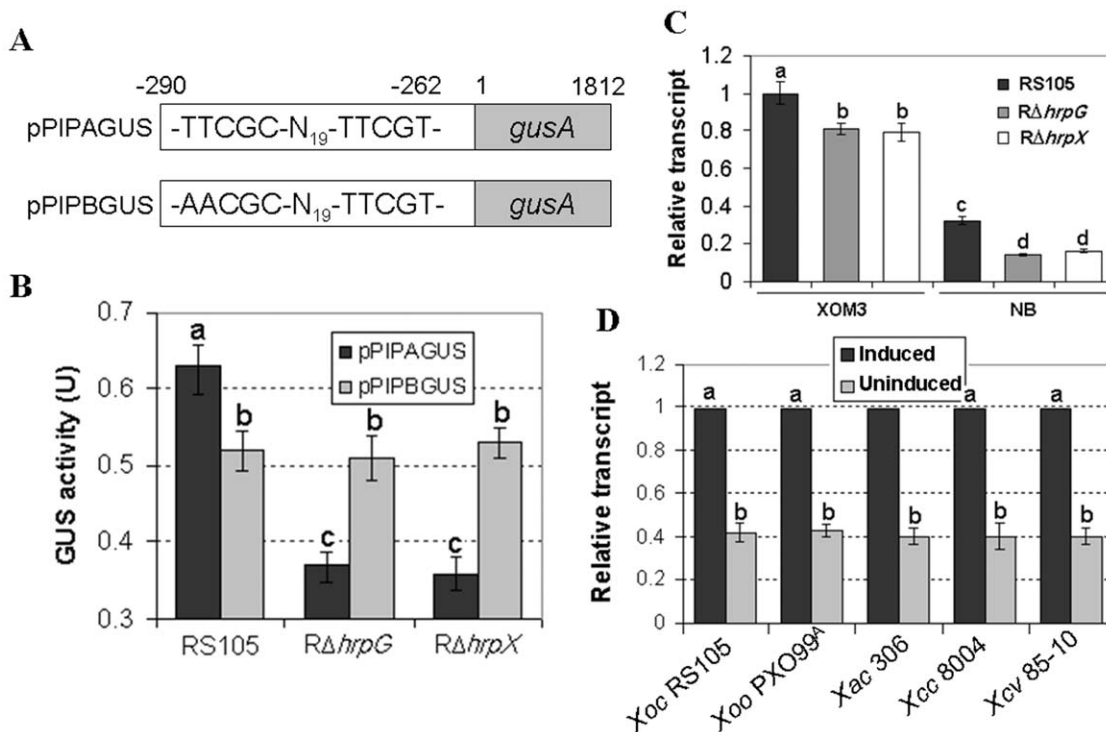 A
-290 -262 1 1812
pPIPAGUS -TTCGC-N19-TTCGT- gusA
pPIPBGUS -AACGC-N19-TTCGT- gusA
B
GUS activity (U)
0.7
0.6
0.5
0.4
0.3
pPIPAGUS
pPIPBGUS
a b c b c b
RS105 RΔhrpG RΔhrpX
C
Relative transcript
1.2
1
0.8
0.6
0.4
0.2
0
RS105
RΔhrpG
RΔhrpX
a b b c d d
XOM3 NB
D
Relative transcript
1.2
1
0.8
0.6
0.4
0.2
0
Induced
Uninduced
a a a a
b b b b b
Xoc RS105
Xoo PXO99A
Xac 306
Xcc 8004
Xcv 85-10